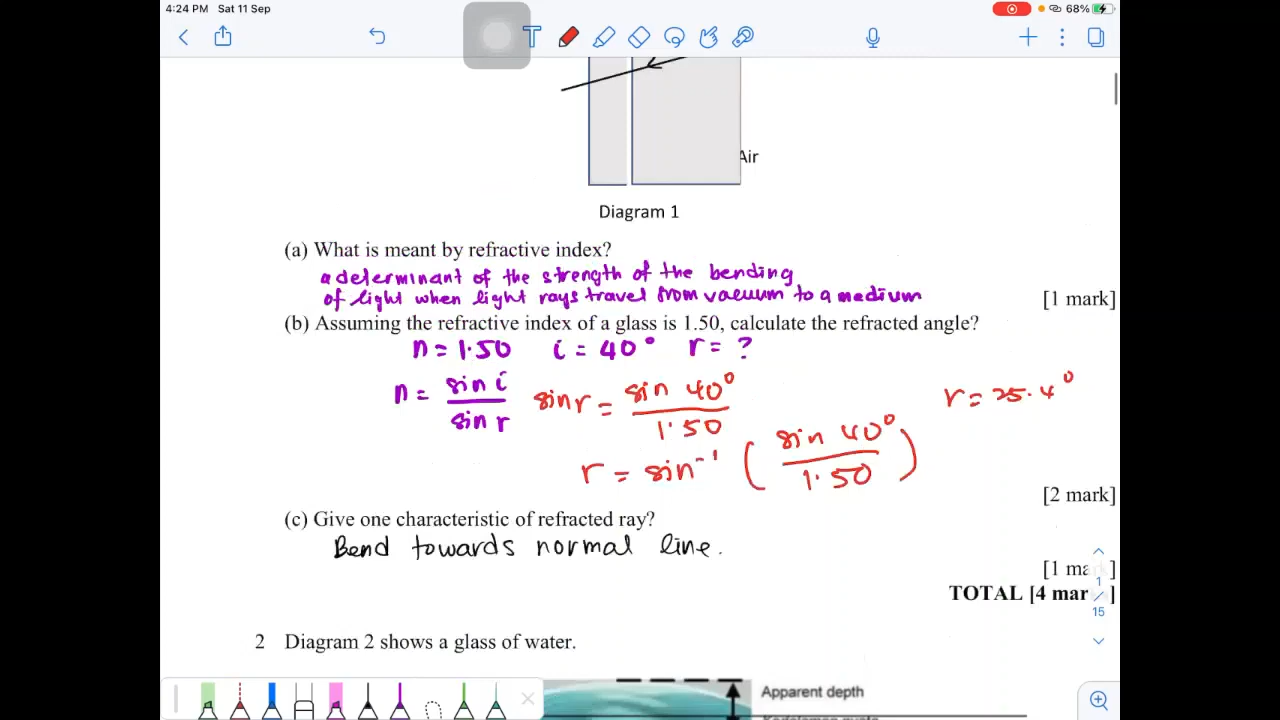 4:24 PM Sat 11 Sep
68%
T
Air
Diagram 1
(a) What is meant by refractive index?
a determinant of the strength of the bending
of light when light rays travel from vacuum to a medium
[1 mark]
(b) Assuming the refractive index of a glass is 1.50, calculate the refracted angle?
n = 1.50 i = 40° r = ?
n = sin i / sin r sin r = sin 40° / 1.50 r = 25.4°
r = sin⁻¹ ( sin 40° / 1.50 )
[2 mark]
(c) Give one characteristic of refracted ray?
Bend towards normal line.
[1 ma ]
TOTAL [4 mar ]
1
/
15
2 Diagram 2 shows a glass of water.
Apparent depth